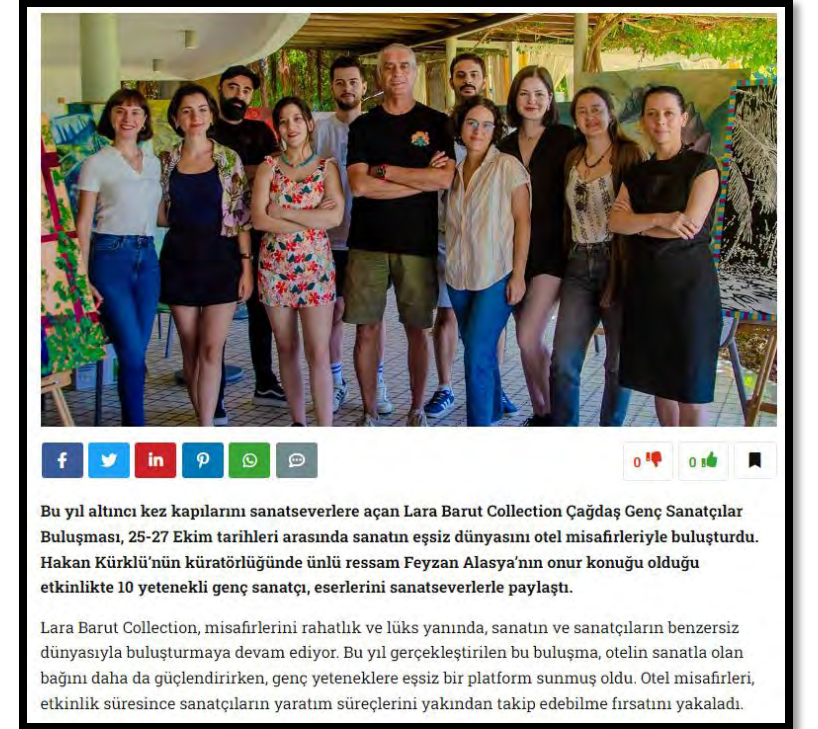 0
0
Bu yıl altıncı kez kapılarını sanatseverlere açan Lara Barut Collection Çağdaş Genç Sanatçılar
Buluşması, 25-27 Ekim tarihleri arasında sanatın eşsiz dünyasını otel misafirleriyle buluşturdu.
Hakan Kürklü’nün küratörlüğünde ünlü ressam Feyzan Alasya’nın onur konuğu olduğu
etkinlikte 10 yetenekli genç sanatçı, eserlerini sanatseverlerle paylaştı.
Lara Barut Collection, misafirlerini rahatlık ve lüks yanında, sanatın ve sanatçıların benzersiz
dünyasıyla buluşturmaya devam ediyor. Bu yıl gerçekleştirilen bu buluşma, otelin sanatla olan
bağını daha da güçlendirirken, genç yeteneklere eşsiz bir platform sunmuş oldu. Otel misafirleri,
etkinlik süresince sanatçıların yaratım süreçlerini yakından takip edebilme fırsatını yakaladı.